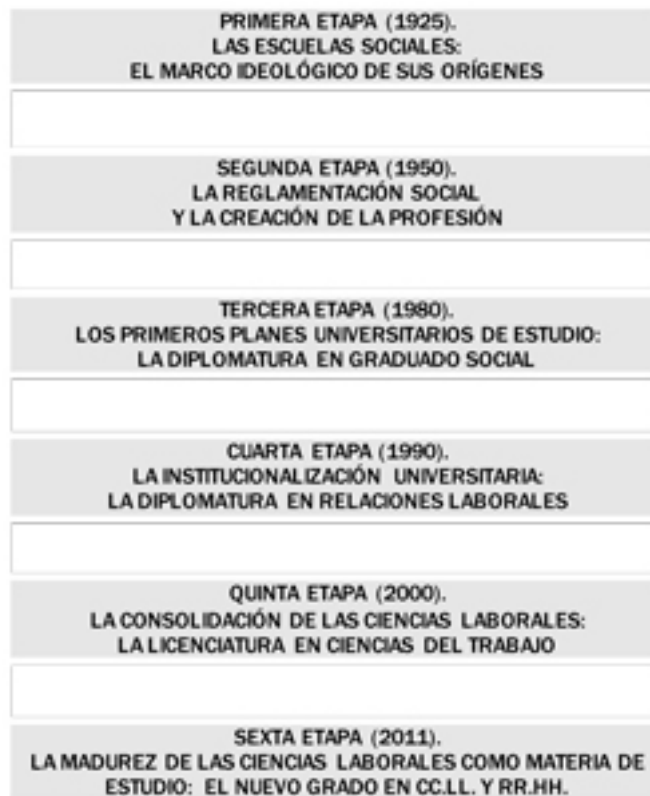 PRIMERA ETAPA (1925).
LAS ESCUELAS SOCIALES:
EL MARCO IDEOLÓGICO DE SUS ORÍGENES
SEGUNDA ETAPA (1950).
LA REGLAMENTACIÓN SOCIAL
Y LA CREACIÓN DE LA PROFESIÓN
TERCERA ETAPA (1980).
LOS PRIMEROS PLANES UNIVERSITARIOS DE ESTUDIO:
LA DIPLOMATURA EN GRADUADO SOCIAL
CUARTA ETAPA (1990).
LA INSTITUCIONALIZACIÓN UNIVERSITARIA:
LA DIPLOMATURA EN RELACIONES LABORALES
QUINTA ETAPA (2000).
LA CONSOLIDACIÓN DE LAS CIENCIAS LABORALES:
LA LICENCIATURA EN CIENCIAS DEL TRABAJO
SEXTA ETAPA (2011).
LA MADUREZ DE LAS CIENCIAS LABORALES COMO MATERIA DE
ESTUDIO: EL NUEVO GRADO EN CC.LL. Y RR.HH.